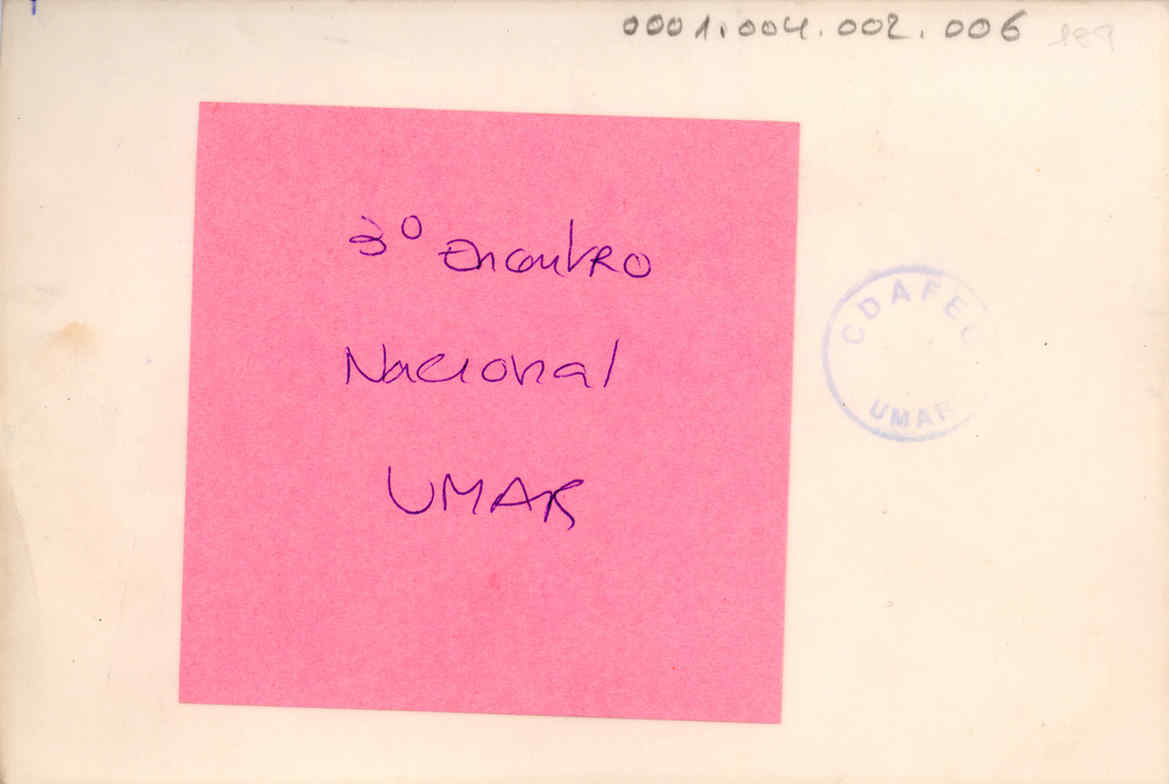 0001.004.002.006
3º encontro
Nacional
UMAR
CDAFEC
UMAR